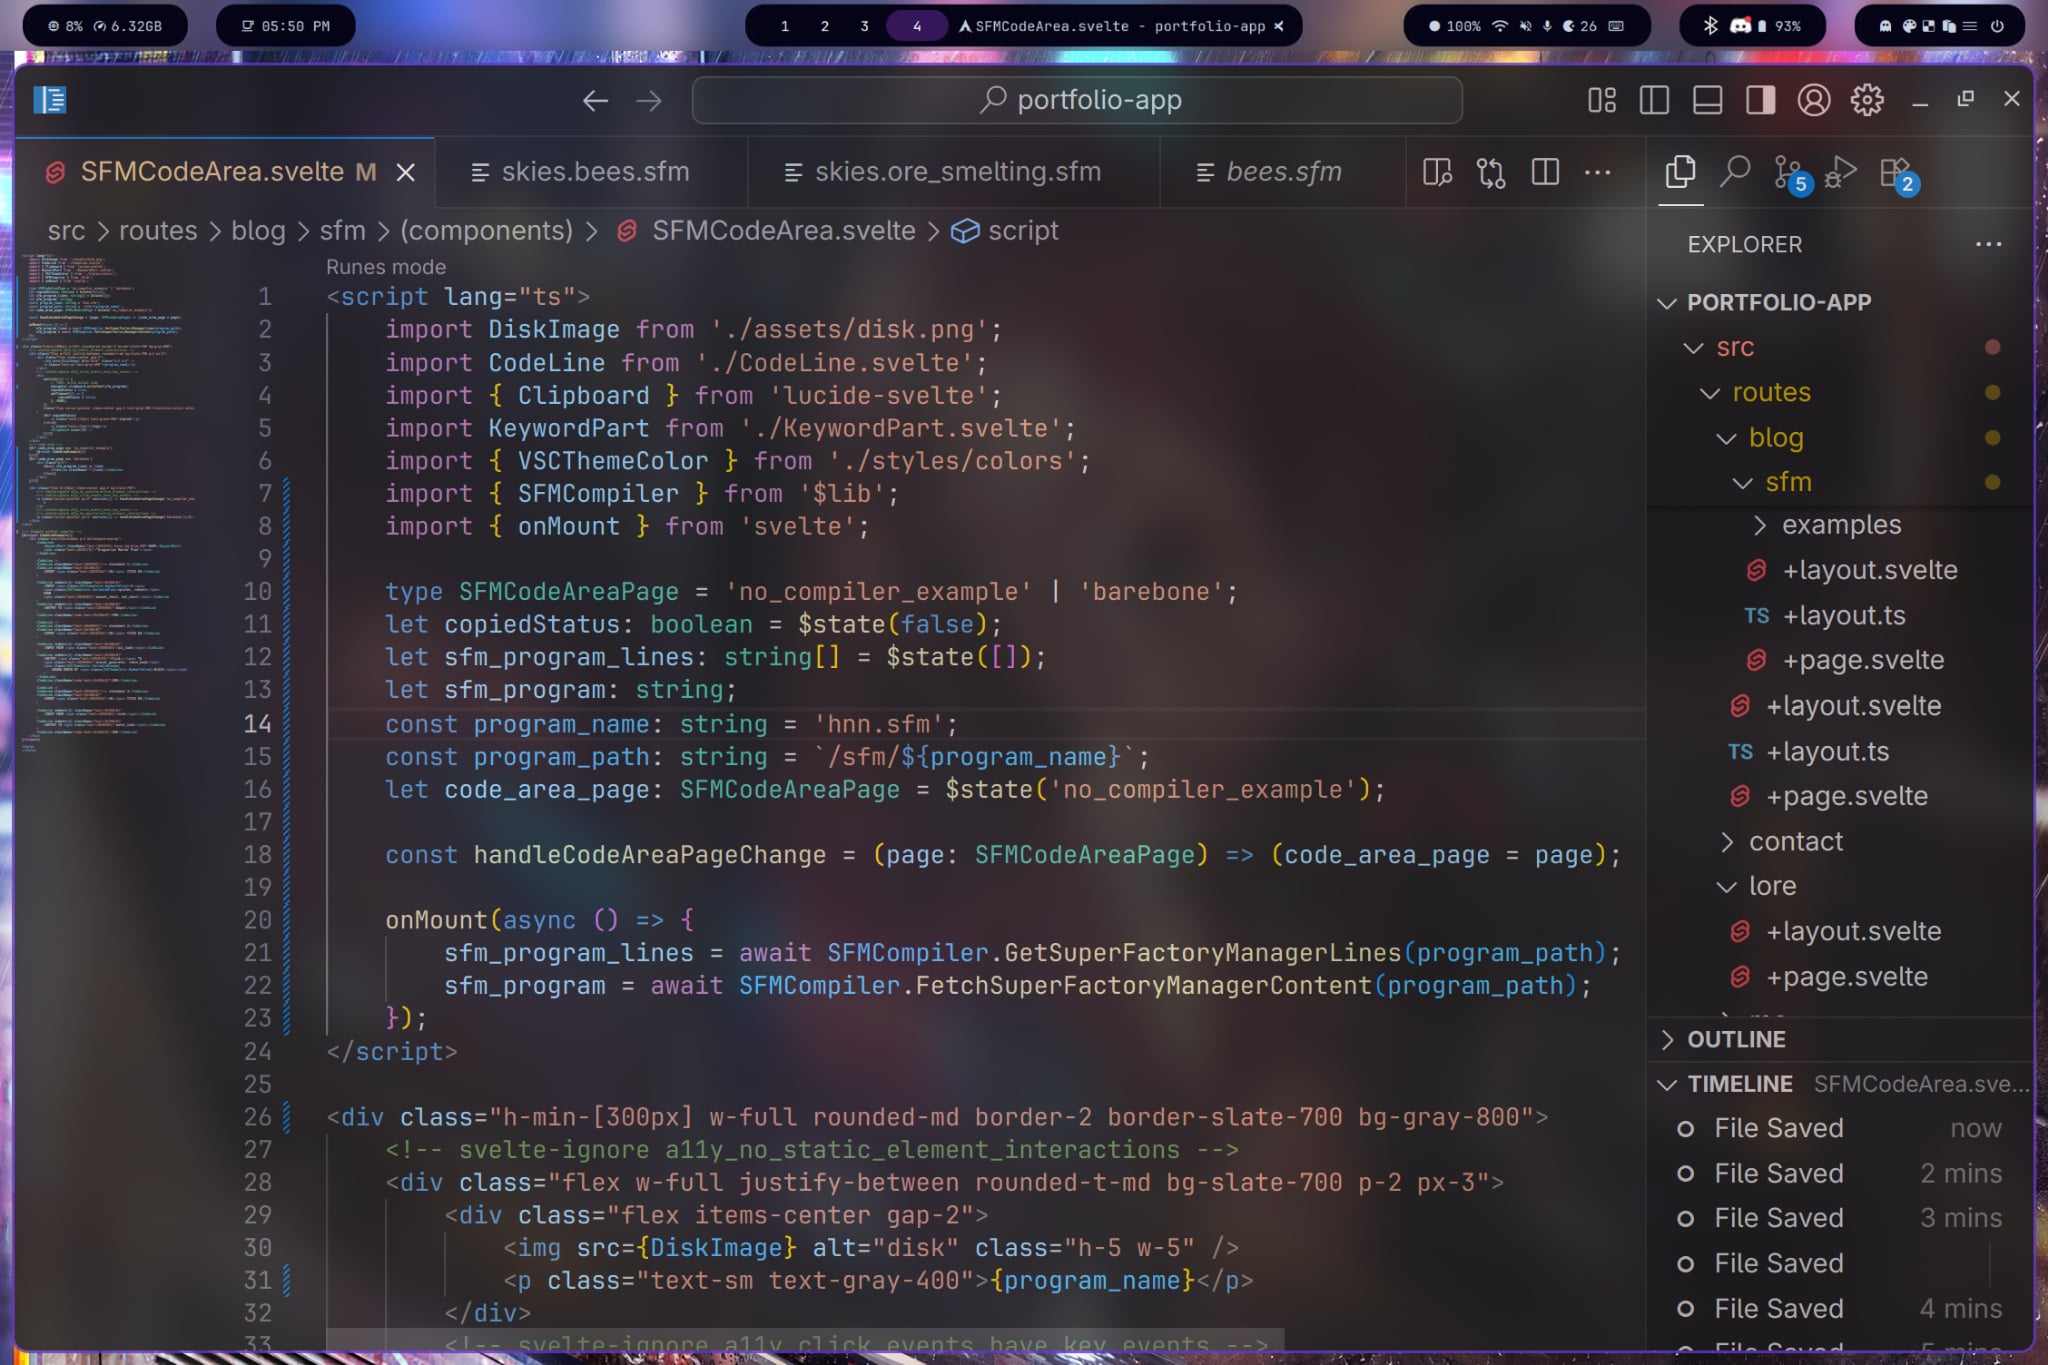 8% 6.32GB
05:50 PM
1 2 3 4 SFMCodeArea.svelte - portfolio-app
100% 26
93%
portfolio-app
SFMCodeArea.svelte M
skies.bees.sfm
skies.ore_smelting.sfm
bees.sfm
5
2
src > routes > blog > sfm > (components) > SFMCodeArea.svelte > script
Runes mode
1 <script lang="ts">
2 import DiskImage from './assets/disk.png';
3 import CodeLine from './CodeLine.svelte';
4 import { Clipboard } from 'lucide-svelte';
5 import KeywordPart from './KeywordPart.svelte';
6 import { VSCThemeColor } from './styles/colors';
7 import { SFMCompiler } from '$lib';
8 import { onMount } from 'svelte';
9
10 type SFMCodeAreaPage = 'no_compiler_example' | 'barebone';
11 let copiedStatus: boolean = $state(false);
12 let sfm_program_lines: string[] = $state([]);
13 let sfm_program: string;
14 const program_name: string = 'hnn.sfm';
15 const program_path: string = `/sfm/${program_name}`;
16 let code_area_page: SFMCodeAreaPage = $state('no_compiler_example');
17
18 const handleCodeAreaPageChange = (page: SFMCodeAreaPage) => (code_area_page = page);
19
20 onMount(async () => {
21 sfm_program_lines = await SFMCompiler.GetSuperFactoryManagerLines(program_path);
22 sfm_program = await SFMCompiler.FetchSuperFactoryManagerContent(program_path);
23 });
24 </script>
25
26 <div class="h-min-[300px] w-full rounded-md border-2 border-slate-700 bg-gray-800">
27 <!-- svelte-ignore a11y_no_static_element_interactions -->
28 <div class="flex w-full justify-between rounded-t-md bg-slate-700 p-2 px-3">
29 <div class="flex items-center gap-2">
30 <img src={DiskImage} alt="disk" class="h-5 w-5" />
31 <p class="text-sm text-gray-400">{program_name}</p>
32 </div>
33 <!-- svelte-ignore a11y_click_events_have_key_events -->
EXPLORER
PORTFOLIO-APP
src
routes
blog
sfm
examples
+layout.svelte
TS +layout.ts
+page.svelte
+layout.svelte
TS +layout.ts
+page.svelte
contact
lore
+layout.svelte
+page.svelte
OUTLINE
TIMELINE SFMCodeArea.sve...
File Saved now
File Saved 2 mins
File Saved 3 mins
File Saved
File Saved 4 mins
File Saved 5 mins